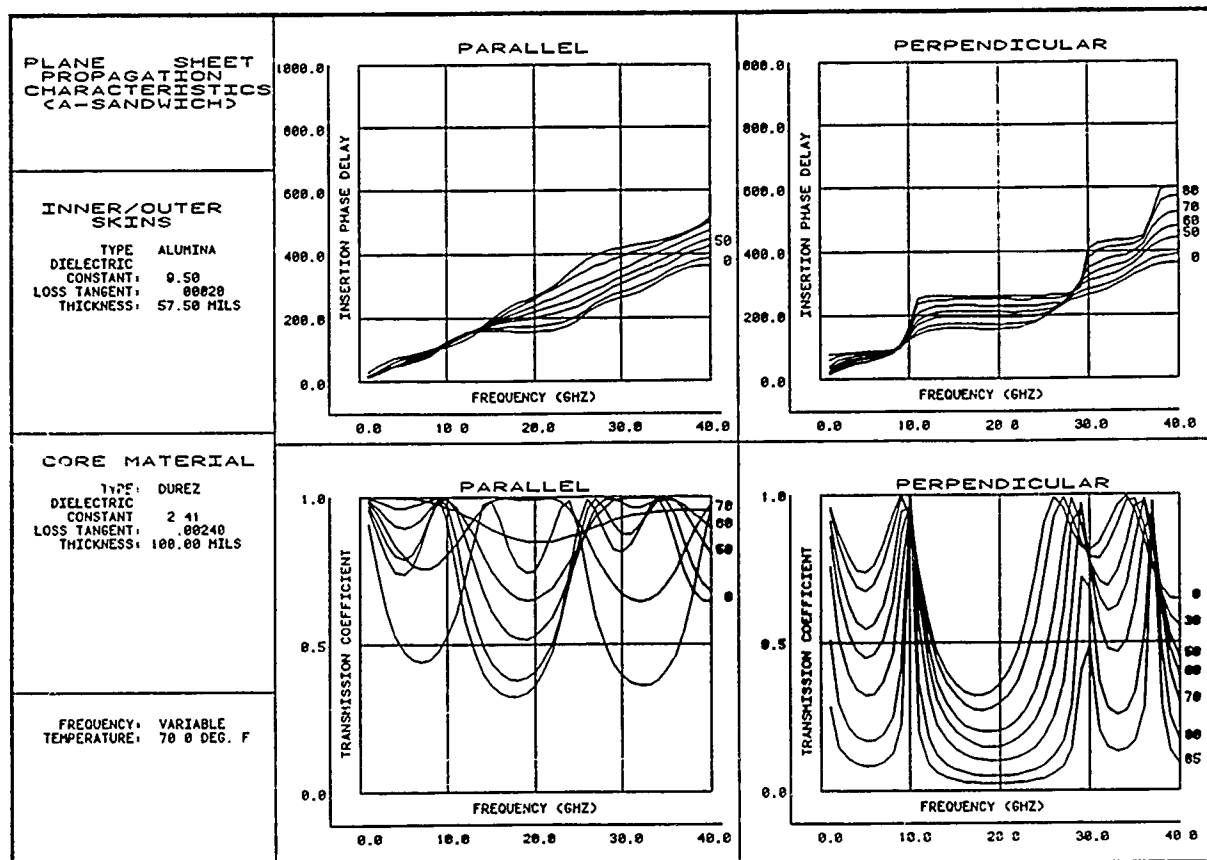 PLANE SHEET
PROPAGATION
CHARACTERISTICS
(A-SANDWICH)
INNER/OUTER
SKINS
TYPE ALUMINA
DIELECTRIC
CONSTANT: 9.50
LOSS TANGENT: .00020
THICKNESS: 57.50 MILS
CORE MATERIAL
TYPE: DUREZ
DIELECTRIC
CONSTANT 2 41
LOSS TANGENT: .00240
THICKNESS: 100.00 MILS
FREQUENCY: VARIABLE
TEMPERATURE: 70 0 DEG. F
PARALLEL
INSERTION PHASE DELAY
1000.0
800.0
600.0
400.0
200.0
0.0
50
0
FREQUENCY (GHZ)
0.0 10 0 20.0 30.0 40.0
PERPENDICULAR
INSERTION PHASE DELAY
1000.0
800.0
600.0
400.0
200.0
0.0
80
70
60
50
0
FREQUENCY (GHZ)
0.0 10.0 20 0 30.0 40.0
PARALLEL
TRANSMISSION COEFFICIENT
1.0
0.5
0.0
70
0
FREQUENCY (GHZ)
0.0 10.0 20.0 30.0 40.0
PERPENDICULAR
TRANSMISSION COEFFICIENT
1.0
0.5
0.0
0
30
50
60
70
80
85
FREQUENCY (GHZ)
0.0 10.0 20 0 30.0 40.0